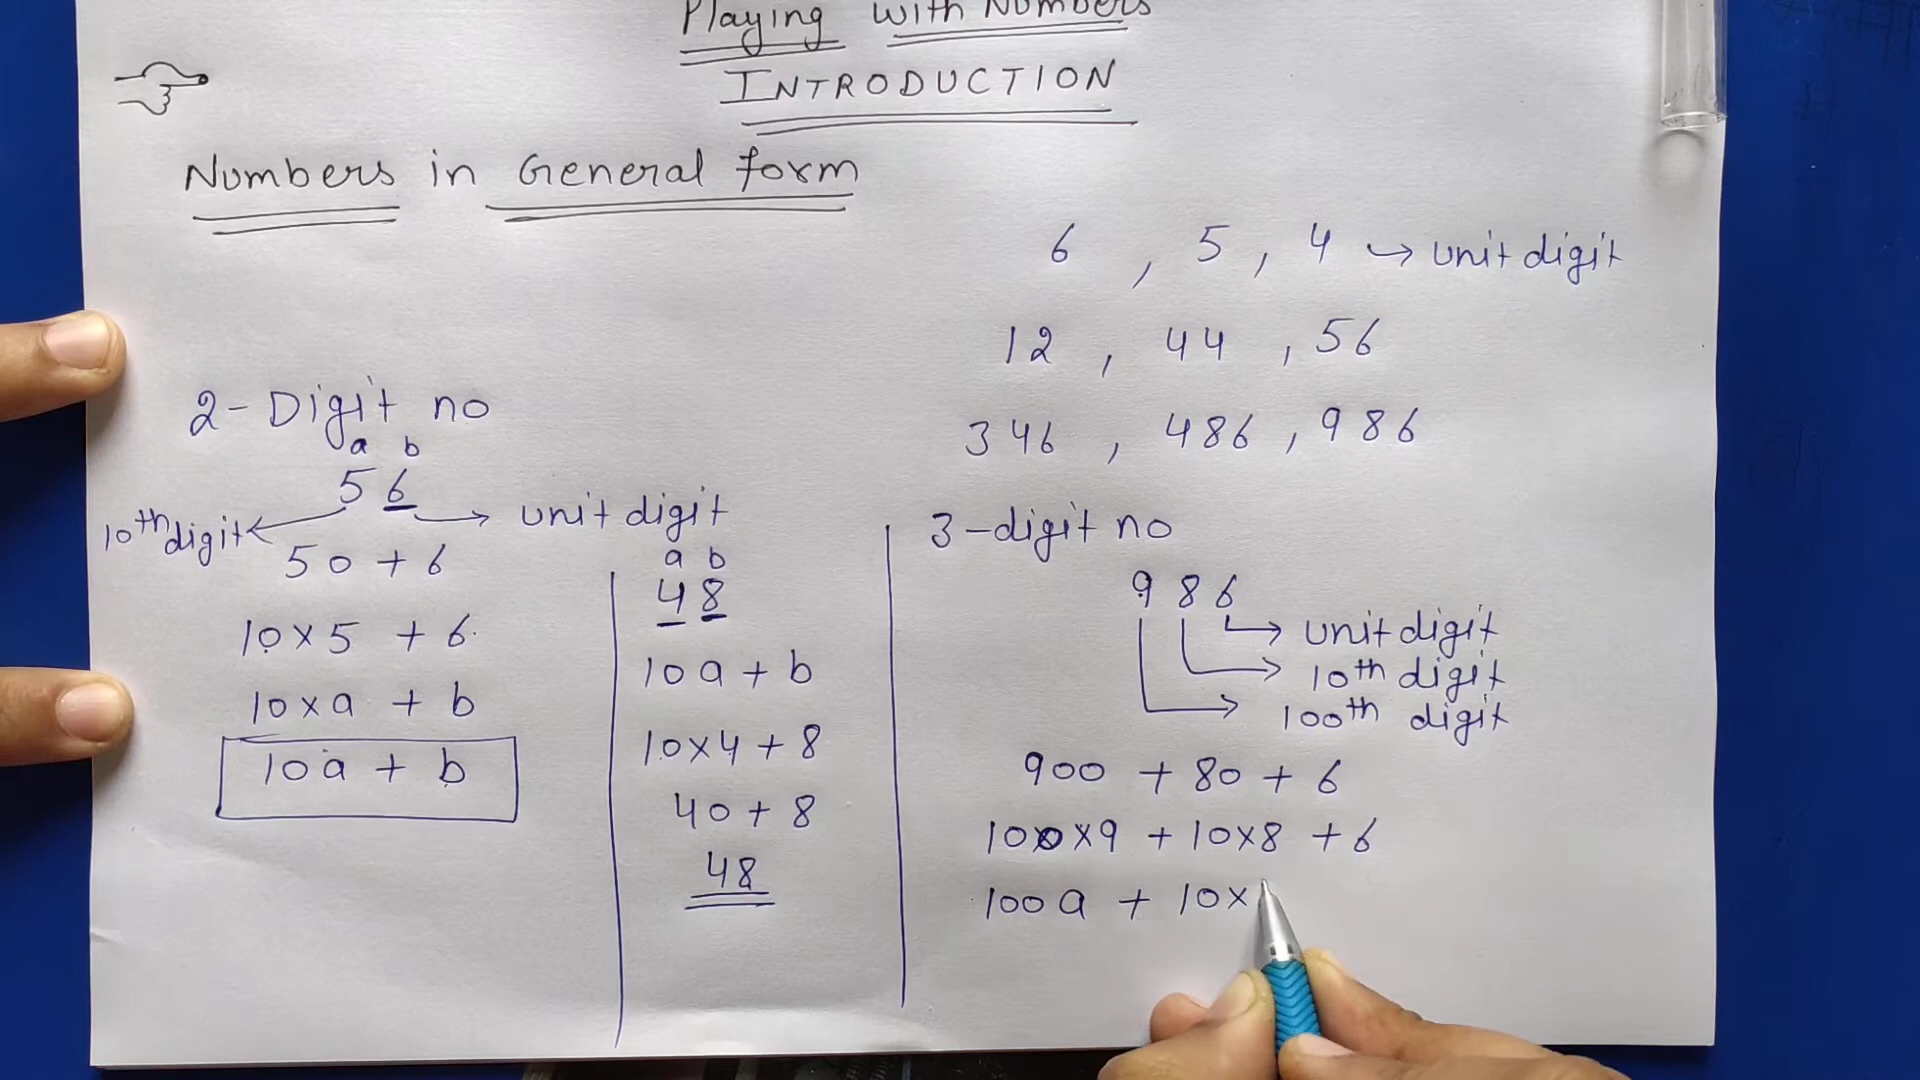 Playing with Numbers
INTRODUCTION
Numbers in General form
6 , 5 , 4 → unit digit
12 , 44 , 56
346 , 486 , 986
2-Digit no
a b
56
10th digit ← → unit digit
50 + 6
10×5 + 6
10×a + b
10a + b
a b
48
10a + b
10×4 + 8
40 + 8
48
3-digit no
986
→ unit digit
→ 10th digit
→ 100th digit
900 + 80 + 6
100×9 + 10×8 + 6
100a + 10×